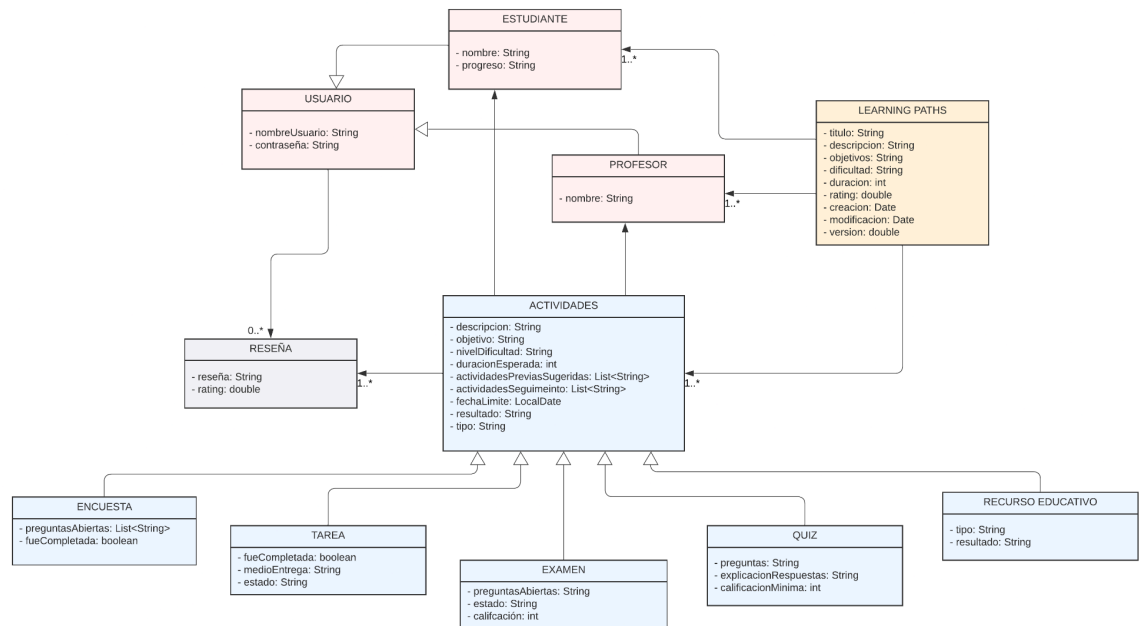 ESTUDIANTE
- nombre: String
- progreso: String
1..*
USUARIO
- nombreUsuario: String
- contraseña: String
LEARNING PATHS
- titulo: String
- descripcion: String
- objetivos: String
- dificultad: String
- duracion: int
- rating: double
- creacion: Date
- modificacion: Date
- version: double
PROFESOR
- nombre: String
1..*
ACTIVIDADES
- descripcion: String
- objetivo: String
- nivelDificultad: String
- duracionEsperada: int
- actividadesPreviasSugeridas: List<String>
- actividadesSeguimeinto: List<String>
- fechaLimite: LocalDate
- resultado: String
- tipo: String
0..*
RESEÑA
- reseña: String
- rating: double
1..*
1..*
ENCUESTA
- preguntasAbiertas: List<String>
- fueCompletada: boolean
TAREA
- fueCompletada: boolean
- medioEntrega: String
- estado: String
EXAMEN
- preguntasAbiertas: String
- estado: String
- califcación: int
QUIZ
- preguntas: String
- explicacionRespuestas: String
- calificacionMinima: int
RECURSO EDUCATIVO
- tipo: String
- resultado: String